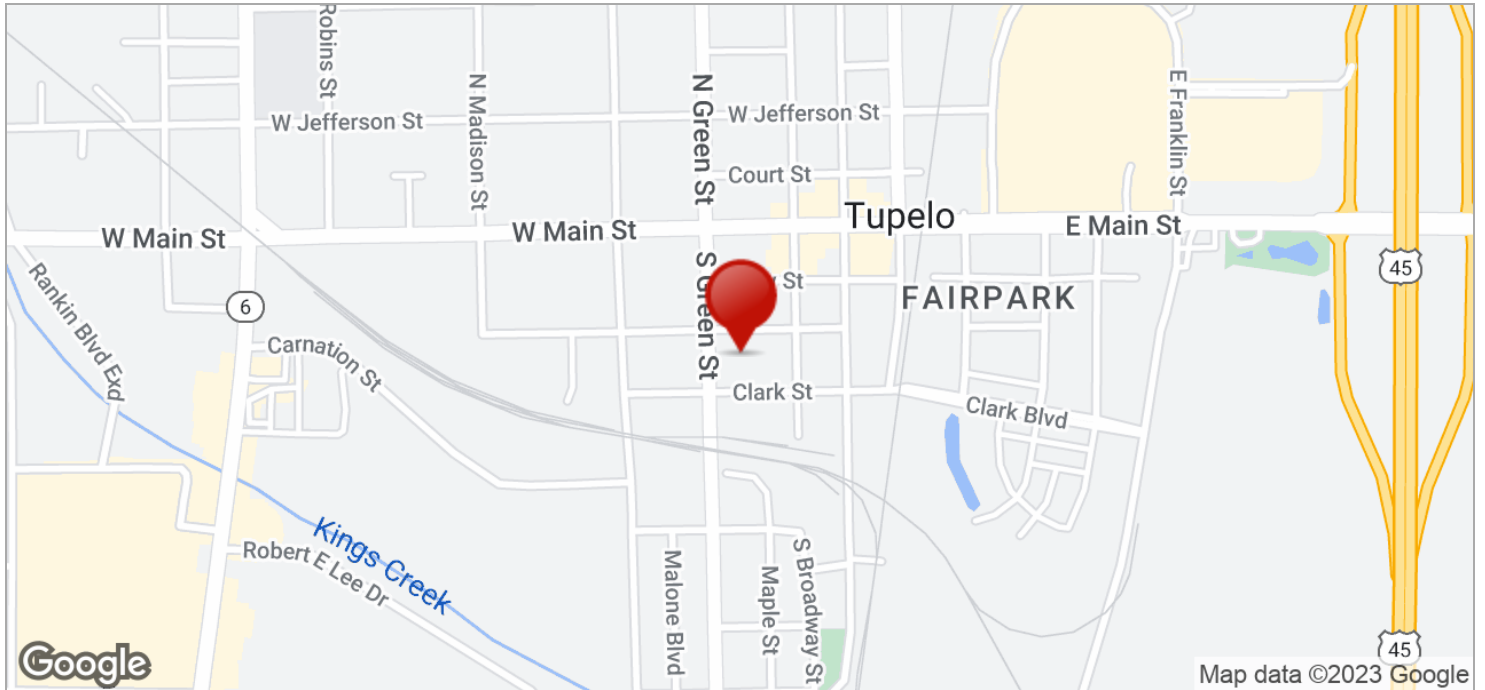 Robins St
N Madison St
N Green St
E Franklin St
W Jefferson St
W Jefferson St
Court St
W Main St
W Main St
Tupelo
E Main St
S Green St
St
45
Rankin Blvd Exd
6
FAIRPARK
Carnation St
Clark St
Clark Blvd
Kings Creek
Robert E Lee Dr
Malone Blvd
Maple St
S Broadway St
45
Google
Map data ©2023 Google